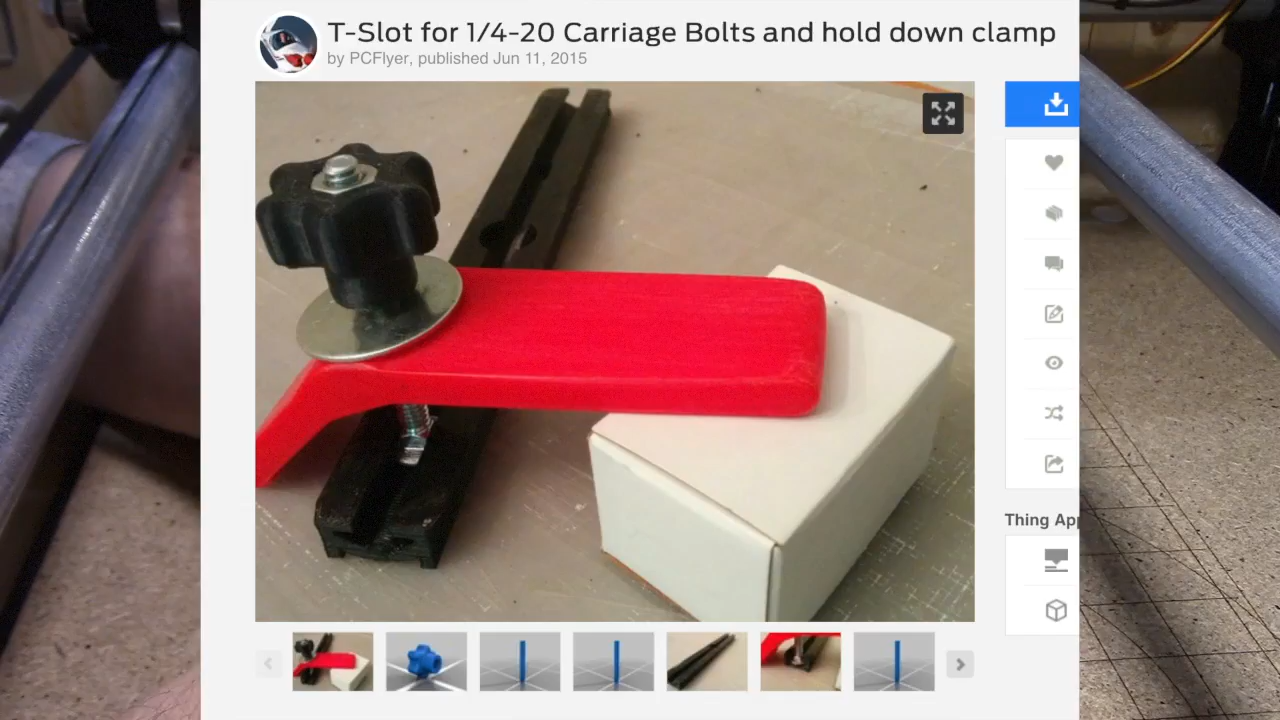 T-Slot for 1/4-20 Carriage Bolts and hold down clamp
by PCFlyer, published Jun 11, 2015
Thing App